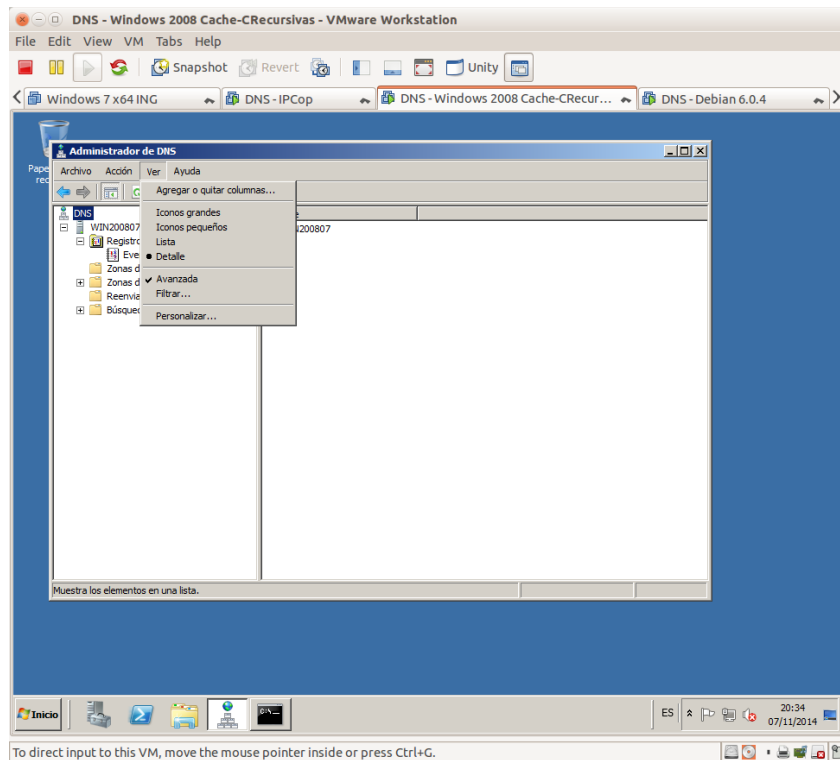 DNS - Windows 2008 Cache-CRecursivas - VMware Workstation
File Edit View VM Tabs Help
Snapshot Revert Unity
Windows 7 x64 ING DNS - IPCop DNS - Windows 2008 Cache-CRecur... DNS - Debian 6.0.4
Administrador de DNS
Archivo Acción Ver Ayuda
Agregar o quitar columnas...
Iconos grandes
Iconos pequeños
Lista
Detalle
Avanzada
Filtrar...
Personalizar...
DNS
WIN200807
Registro
Eve
Zonas d
Zonas d
Reenvia
Búsqued
Muestra los elementos en una lista.
Inicio
ES
20:34
07/11/2014
To direct input to this VM, move the mouse pointer inside or press Ctrl+G.